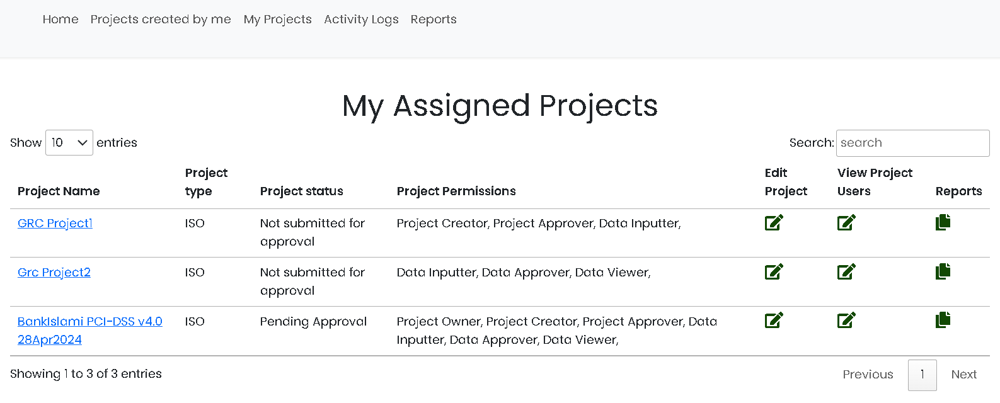 Home Projects created by me My Projects Activity Logs Reports
My Assigned Projects
Show 10 entries Search: search
Project Name Project type Project status Project Permissions Edit Project View Project Users Reports
GRC Project1 ISO Not submitted for approval Project Creator, Project Approver, Data Inputter,
Grc Project2 ISO Not submitted for approval Data Inputter, Data Approver, Data Viewer,
BankIslami PCI-DSS v4.0 28Apr2024 ISO Pending Approval Project Owner, Project Creator, Project Approver, Data Inputter, Data Approver, Data Viewer,
Showing 1 to 3 of 3 entries Previous 1 Next